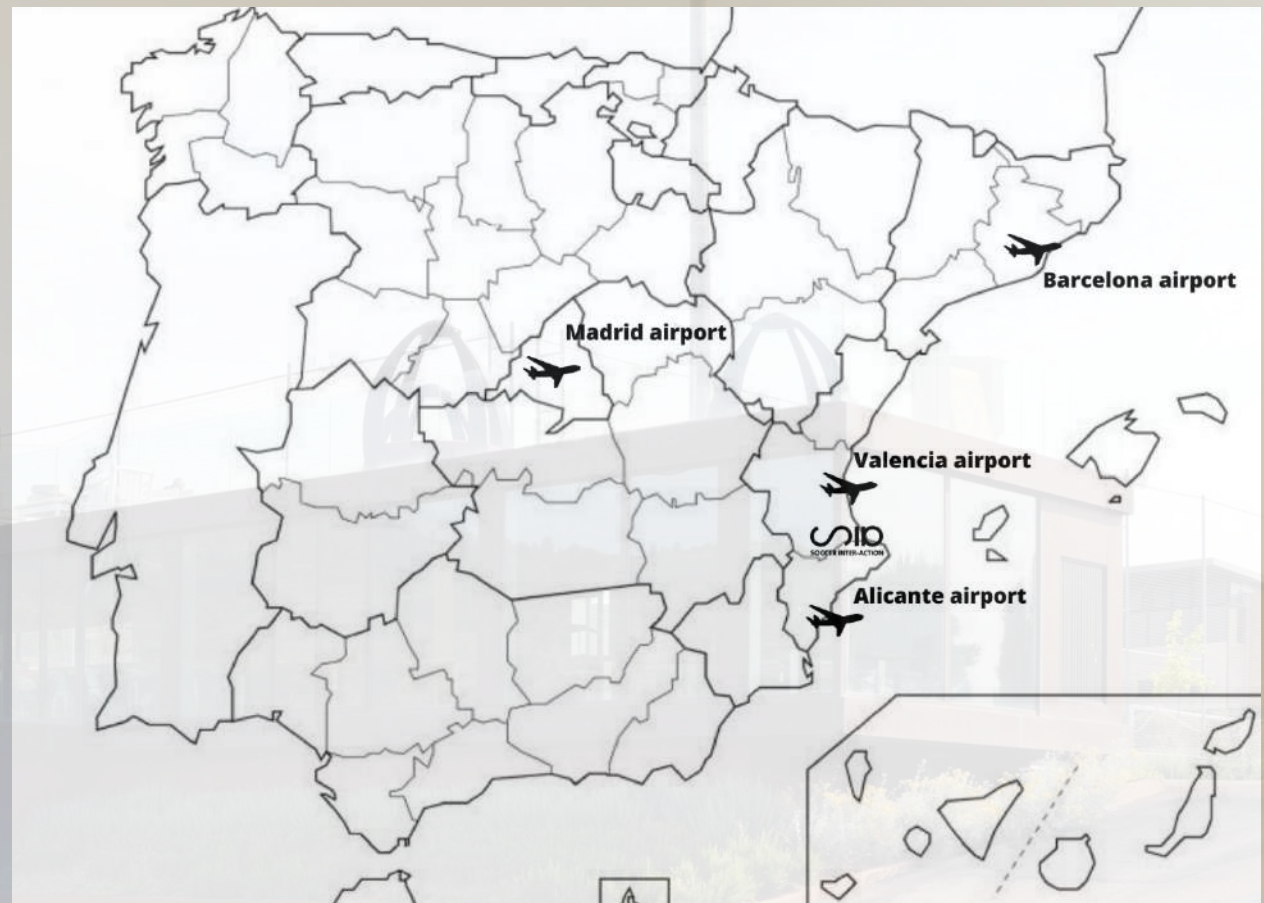 Barcelona airport
Madrid airport
Valencia airport
SIA
SOCCER INTER-ACTION
Alicante airport